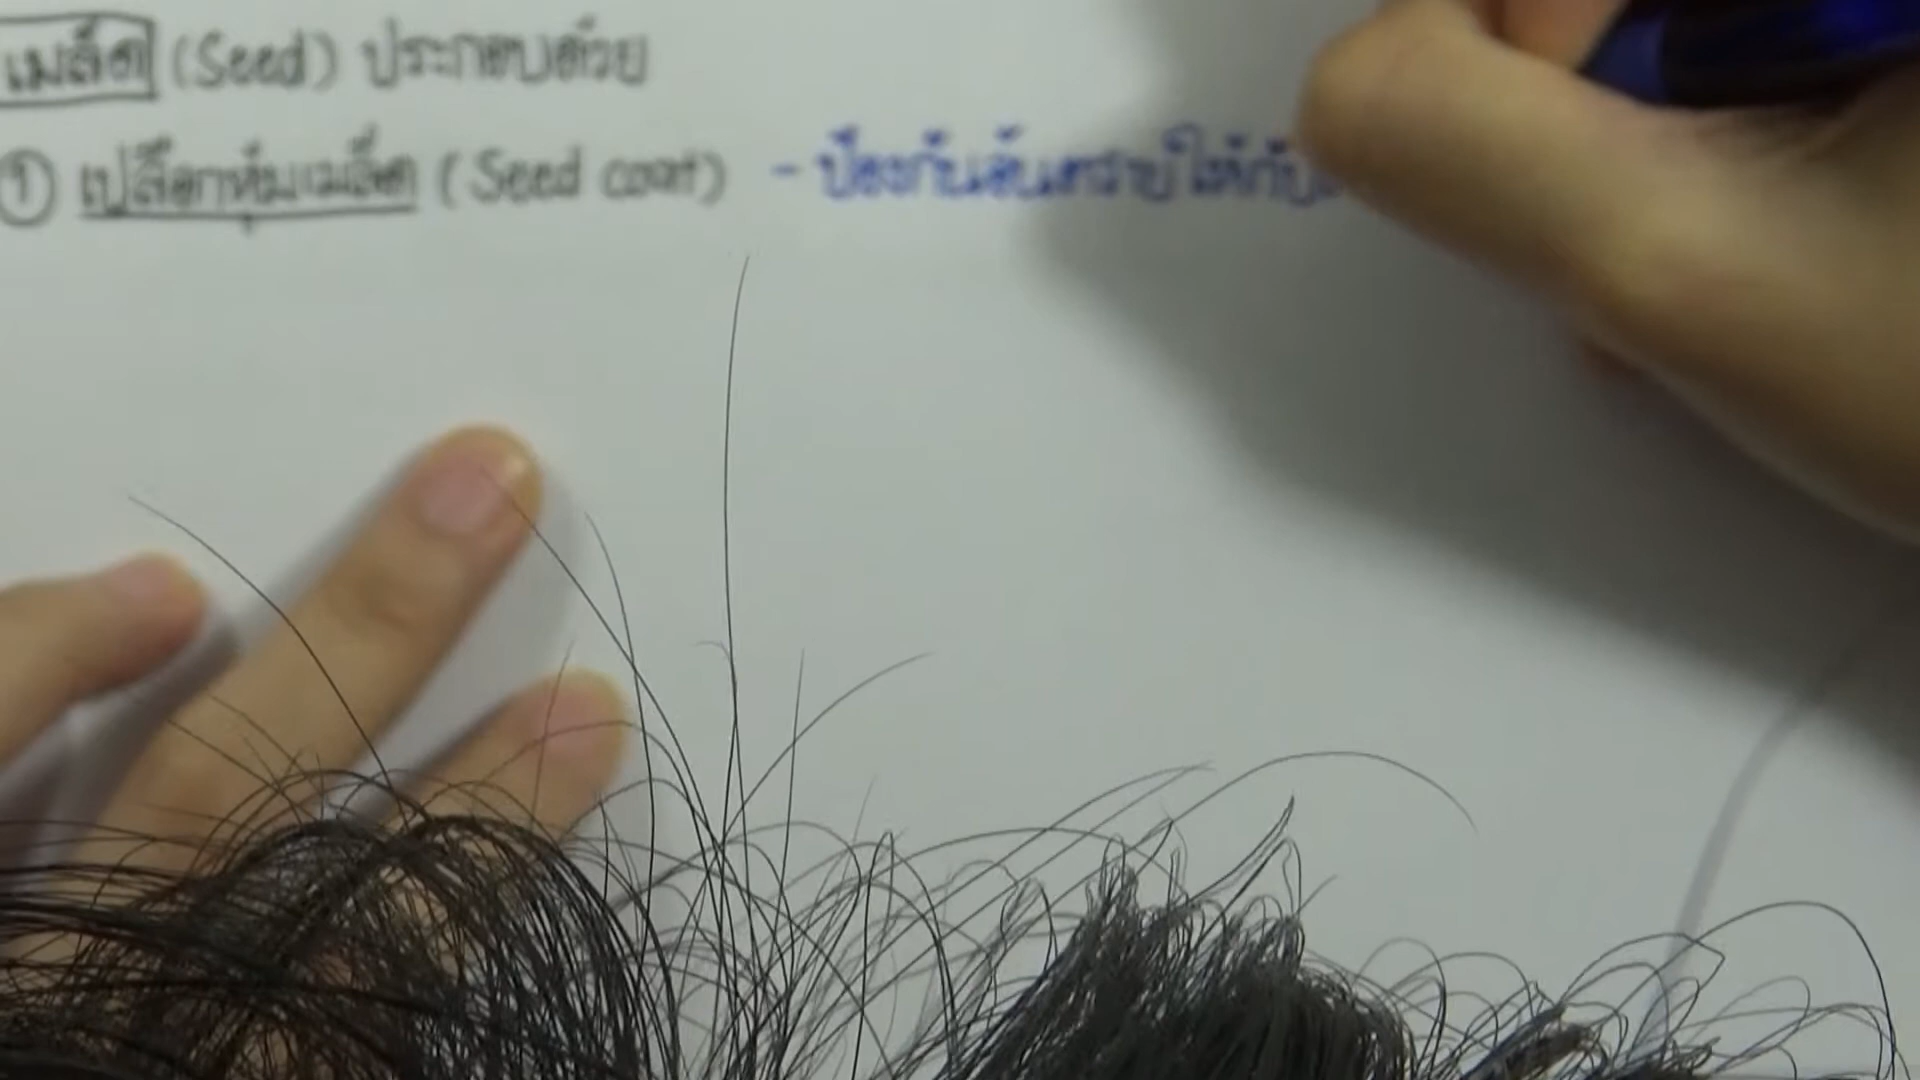 เมล็ด (Seed) ประกอบด้วย
① เปลือกหุ้มเมล็ด (Seed coat) - ป้องกันอันตรายให้กับ